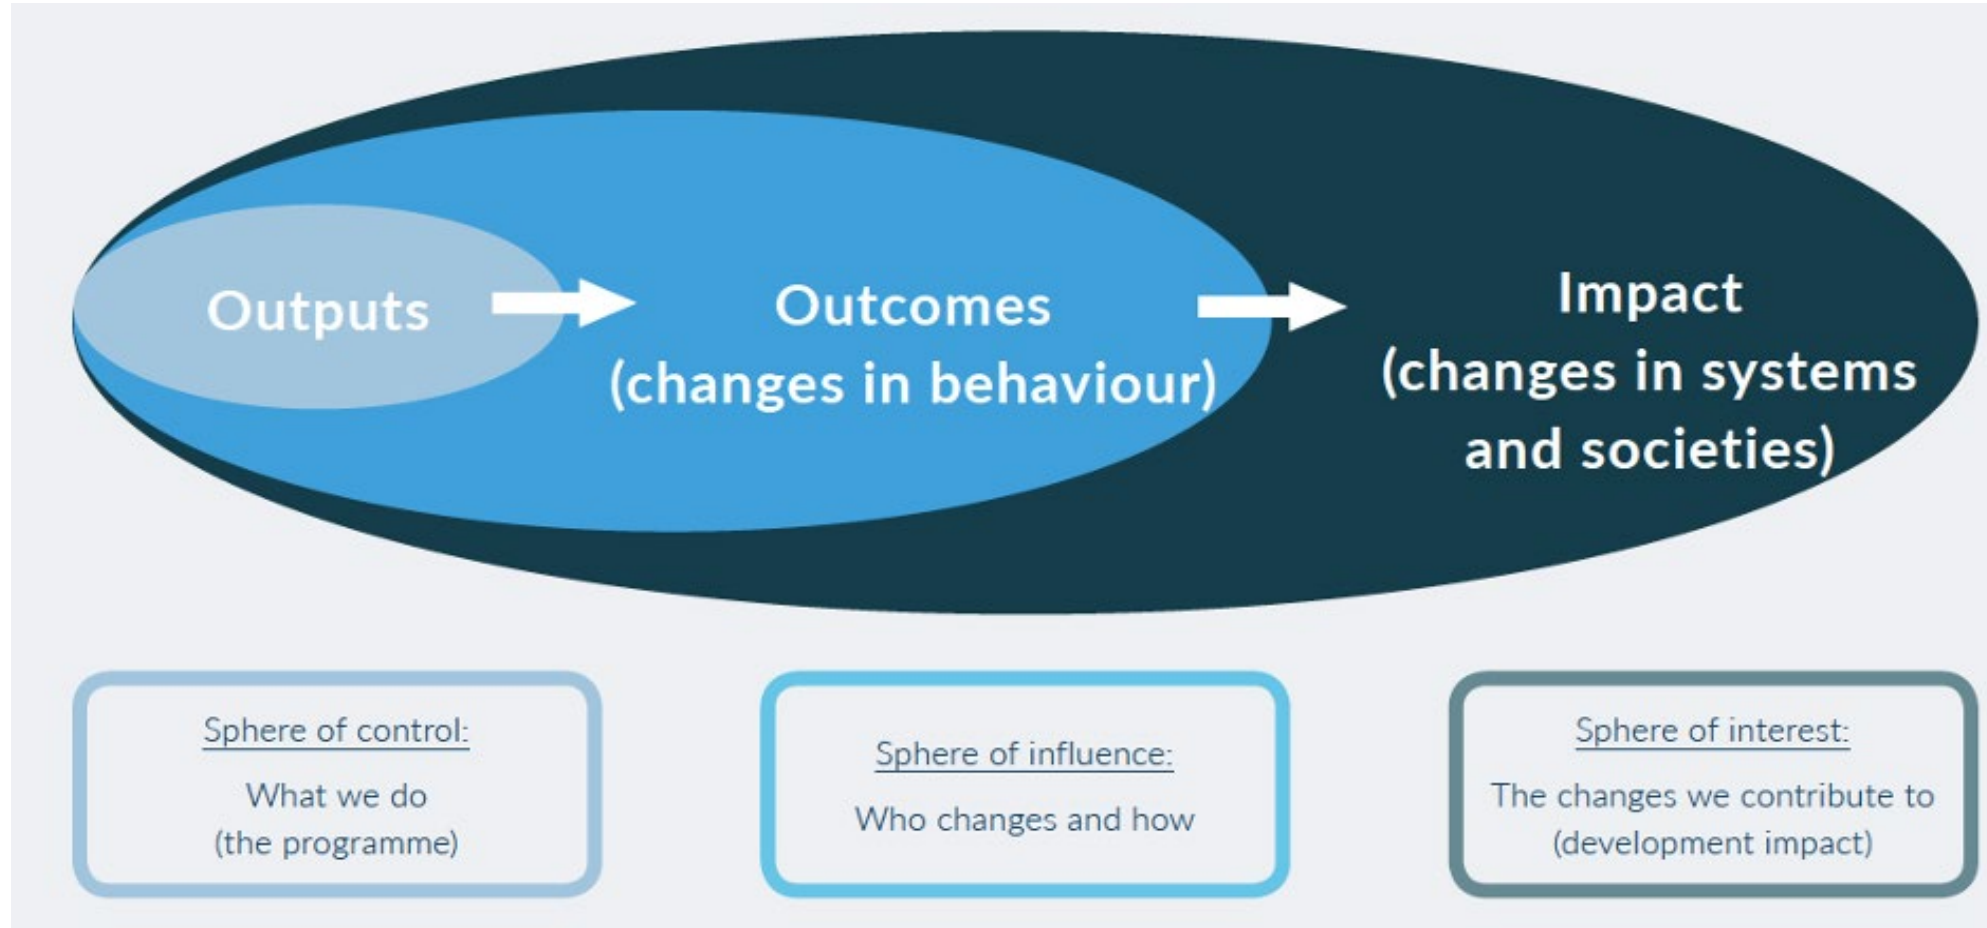 Outputs
Outcomes
(changes in behaviour)
Impact
(changes in systems
and societies)
Sphere of control:
What we do
(the programme)
Sphere of influence:
Who changes and how
Sphere of interest:
The changes we contribute to
(development impact)